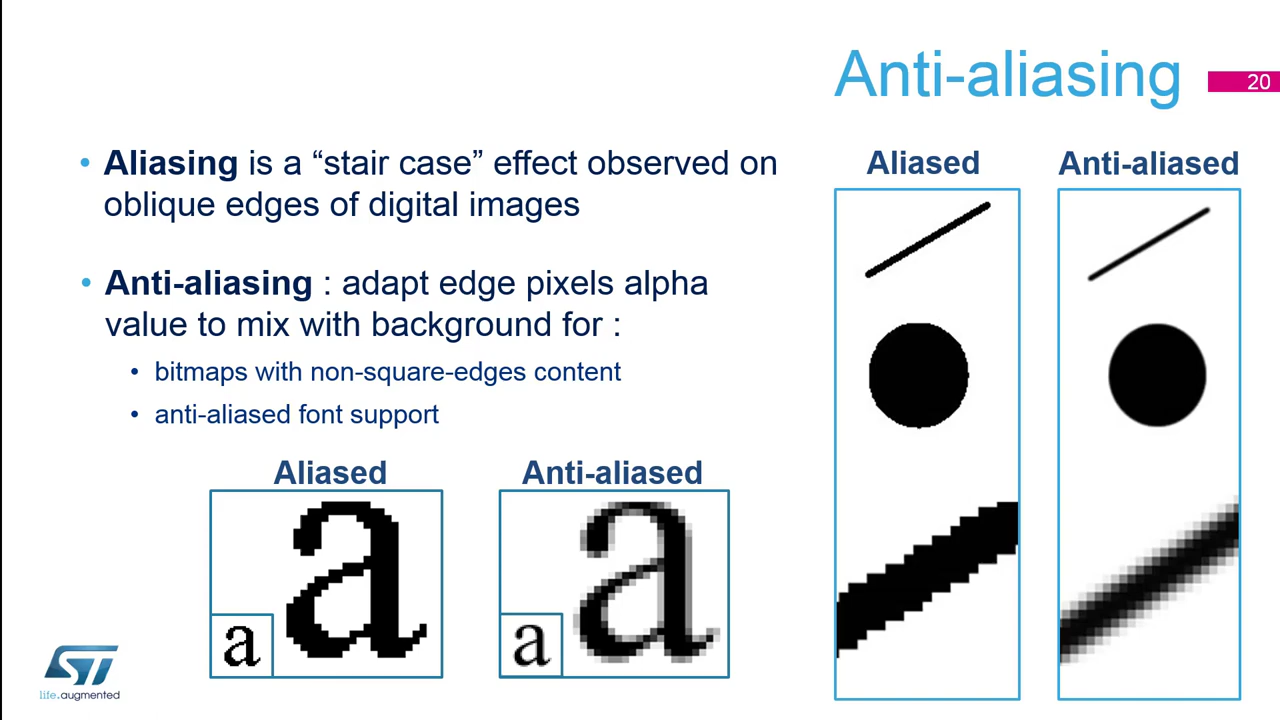 Anti-aliasing
20
• Aliasing is a “stair case” effect observed on
oblique edges of digital images
• Anti-aliasing : adapt edge pixels alpha
value to mix with background for :
• bitmaps with non-square-edges content
• anti-aliased font support
Aliased
Anti-aliased
a
a
a
a
Aliased
Anti-aliased
ST
life.augmented